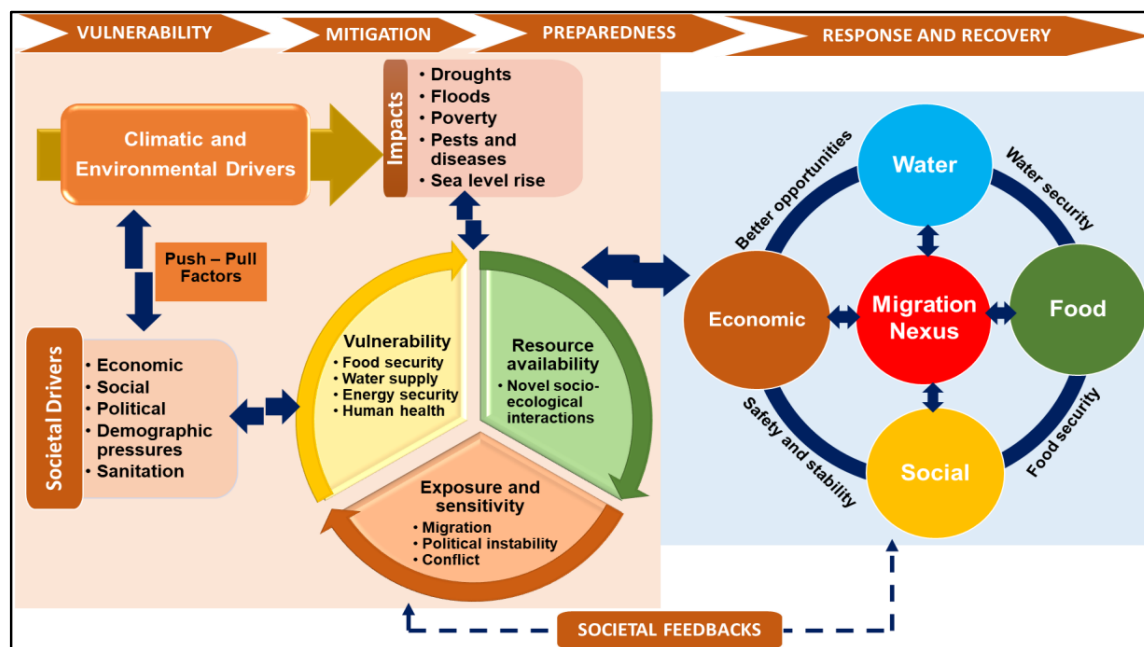 VULNERABILITY
MITIGATION
PREPAREDNESS
RESPONSE AND RECOVERY
Climatic and
Environmental Drivers
Impacts
• Droughts
• Floods
• Poverty
• Pests and
diseases
• Sea level rise
Push – Pull
Factors
Societal Drivers
• Economic
• Social
• Political
• Demographic
pressures
• Sanitation
Vulnerability
• Food security
• Water supply
• Energy security
• Human health
Resource
availability
• Novel socio-
ecological
interactions
Exposure and
sensitivity
• Migration
• Political instability
• Conflict
Water
Better opportunities
Water security
Economic
Migration
Nexus
Food
Safety and stability
Food security
Social
SOCIETAL FEEDBACKS